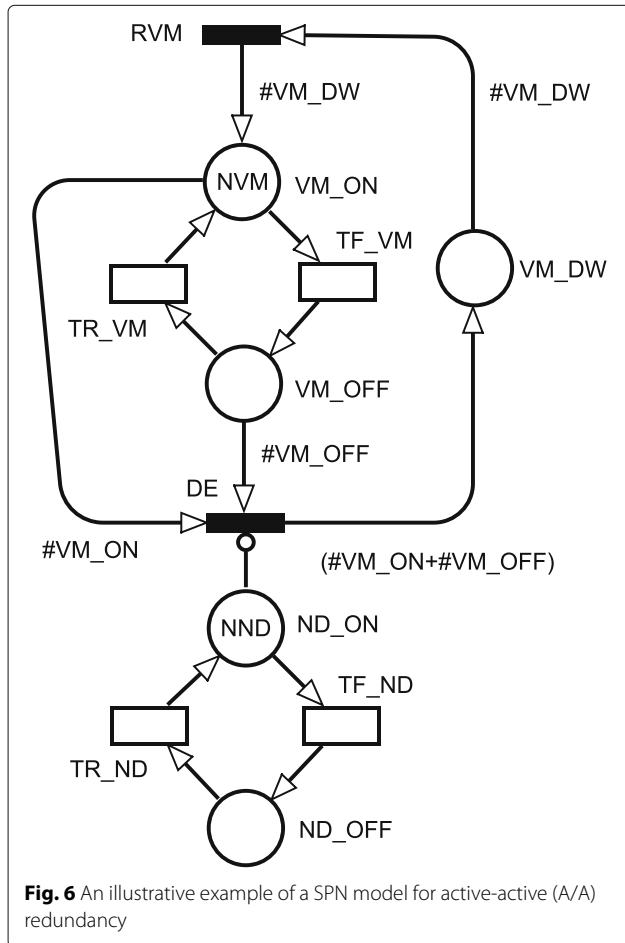 RVM
#VM_DW
#VM_DW
NVM
VM_ON
TF_VM
VM_DW
TR_VM
VM_OFF
#VM_OFF
DE
#VM_ON
(#VM_ON+#VM_OFF)
NND
ND_ON
TF_ND
TR_ND
ND_OFF
Fig. 6 An illustrative example of a SPN model for active-active (A/A)
redundancy